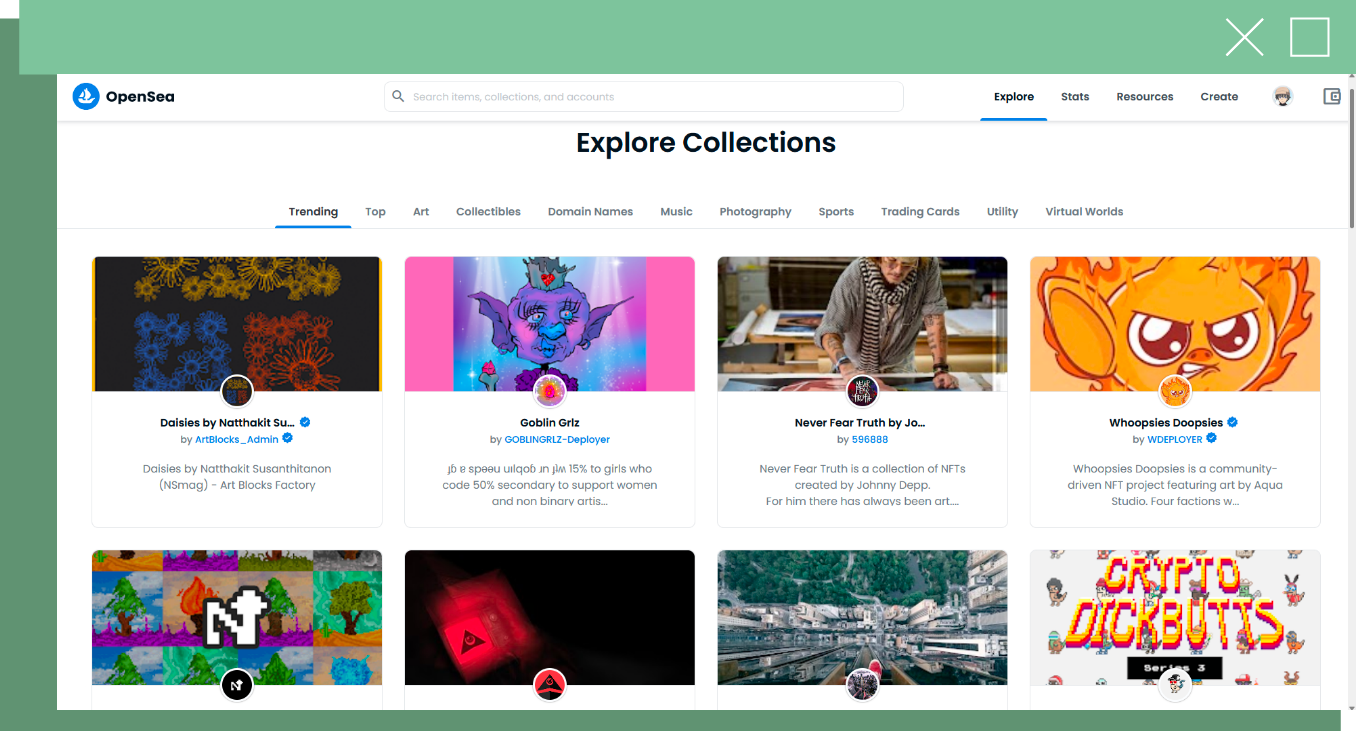 OpenSea
Search items, collections, and accounts
Explore Stats Resources Create
Explore Collections
Trending Top Art Collectibles Domain Names Music Photography Sports Trading Cards Utility Virtual Worlds
Daisies by Natthakit Su...
by ArtBlocks_Admin
Daisies by Natthakit Susanthitanon
(NSmag) - Art Blocks Factory
Goblin Grlz
by GOBLINGRLZ-Deployer
15% to girls who
code 50% secondary to support women
and non binary artis...
NEVER
FEAR
TRUTH
Never Fear Truth by Jo...
by 596888
Never Fear Truth is a collection of NFTs
created by Johnny Depp.
For him there has always been art....
Whoopsies Doopsies
by WDEPLOYER
Whoopsies Doopsies is a community-
driven NFT project featuring art by Aqua
Studio. Four factions w...
N
N
CRYPTO
DICKBUTTS
Series 3